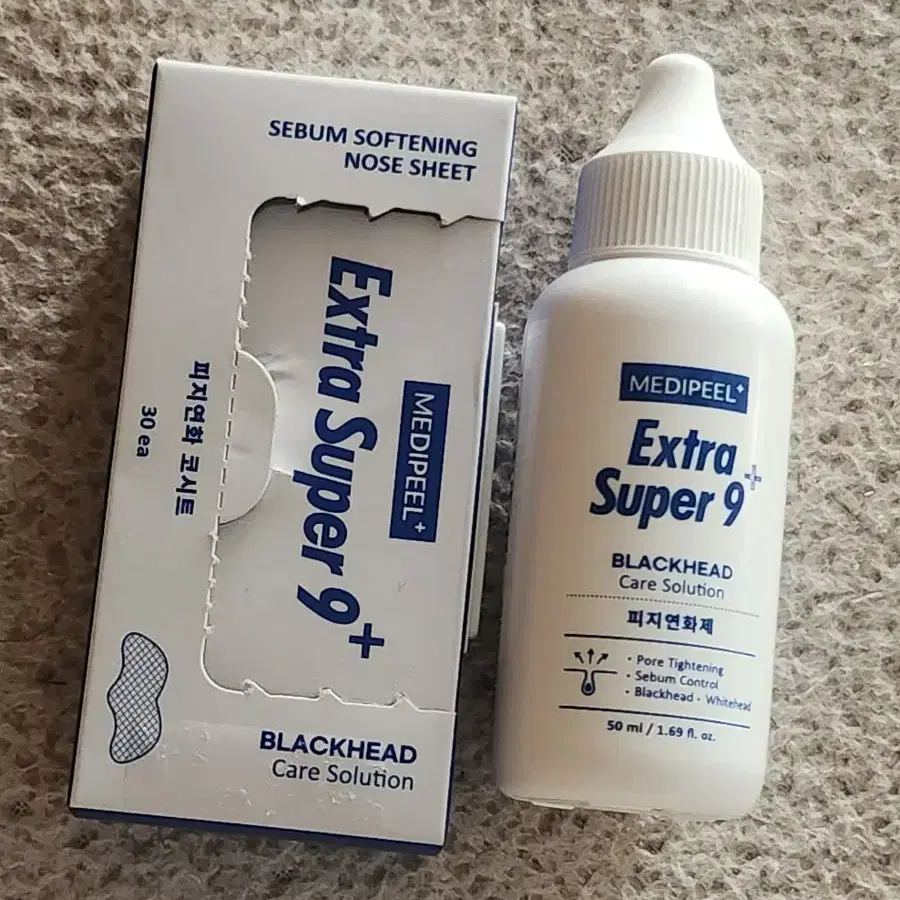 SEBUM SOFTENING
NOSE SHEET
MEDIPEEL+
Extra Super 9+
피지연화 코시트
30 ea
BLACKHEAD
Care Solution
MEDIPEEL+
Extra
Super 9+
BLACKHEAD
Care Solution
피지연화제
• Pore Tightening
• Sebum Control
• Blackhead · Whitehead
50 ml / 1.69 fl. oz.